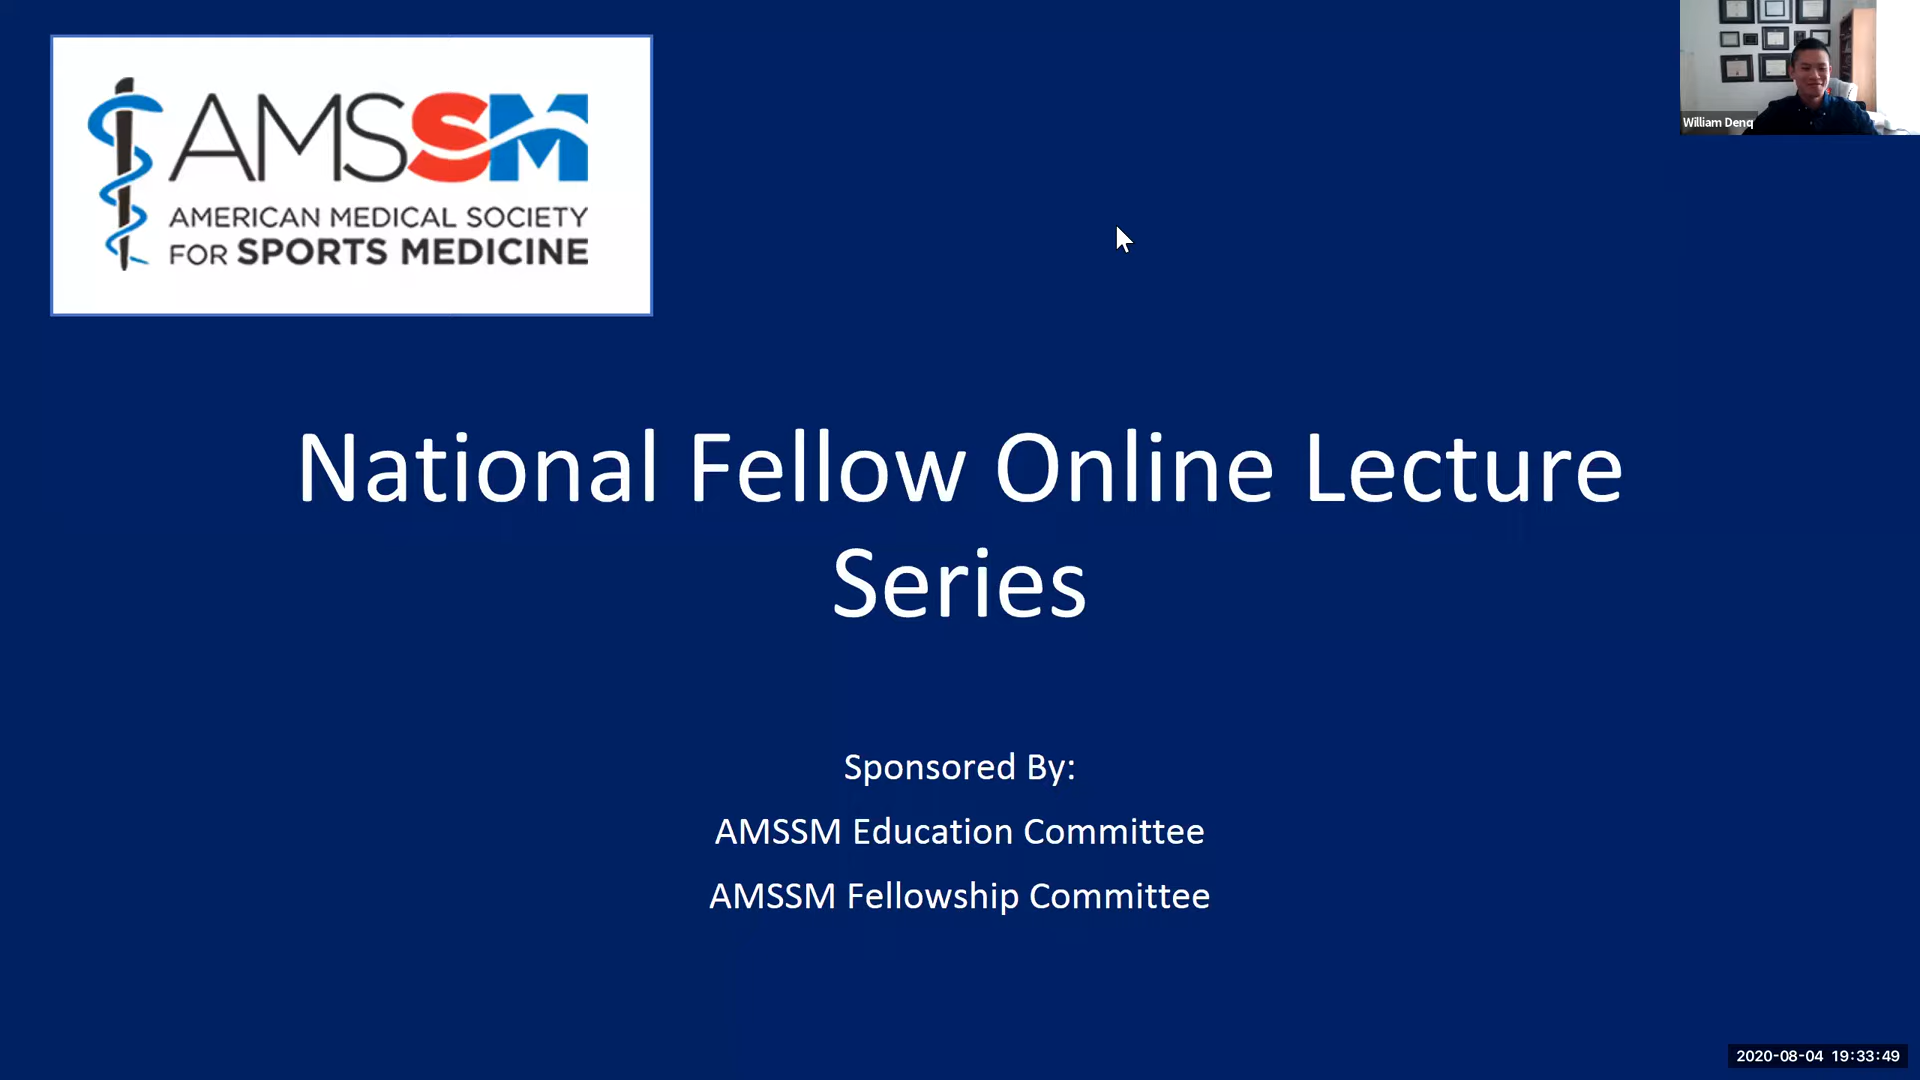 AMSSM
AMERICAN MEDICAL SOCIETY
FOR SPORTS MEDICINE
William Denq
National Fellow Online Lecture
Series
Sponsored By:
AMSSM Education Committee
AMSSM Fellowship Committee
2020-08-04 19:33:49